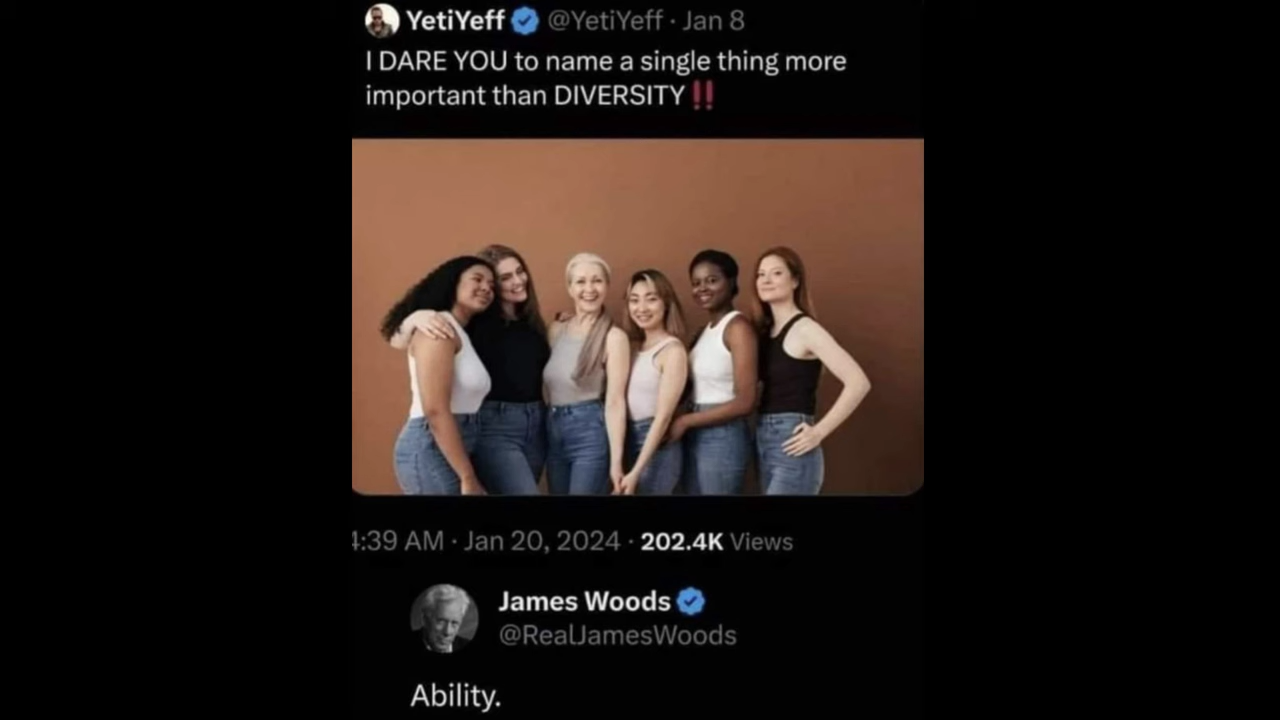 YetiYeff @YetiYeff · Jan 8
I DARE YOU to name a single thing more
important than DIVERSITY‼️
4:39 AM · Jan 20, 2024 · 202.4K Views
James Woods
@RealJamesWoods
Ability.